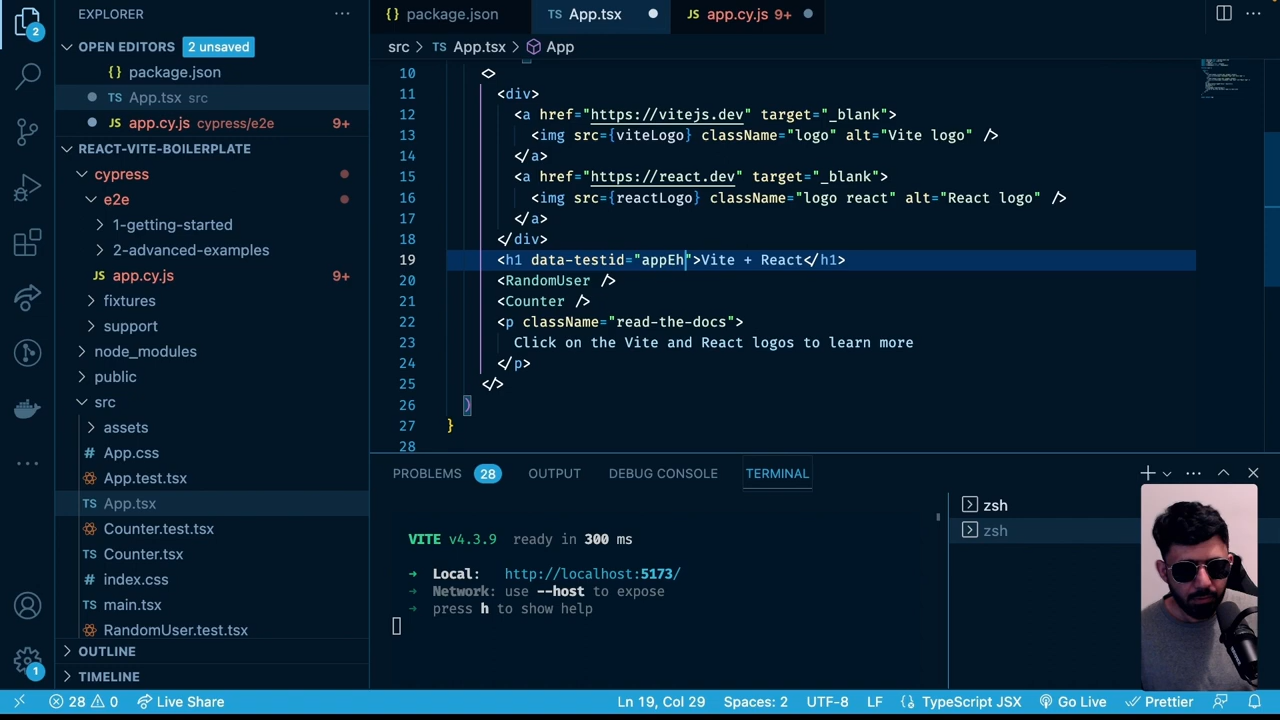 EXPLORER
OPEN EDITORS 2 unsaved
{} package.json
TS App.tsx src
JS app.cy.js cypress/e2e 9+
REACT-VITE-BOILERPLATE
cypress
e2e
1-getting-started
2-advanced-examples
JS app.cy.js 9+
fixtures
support
node_modules
public
src
assets
# App.css
App.test.tsx
TS App.tsx
Counter.test.tsx
TS Counter.tsx
# index.css
TS main.tsx
RandomUser.test.tsx
OUTLINE
TIMELINE
2
1
{} package.json
TS App.tsx
JS app.cy.js 9+
src > TS App.tsx > App
10 <>
11 <div>
12 <a href="https://vitejs.dev" target="_blank">
13 <img src={viteLogo} className="logo" alt="Vite logo" />
14 </a>
15 <a href="https://react.dev" target="_blank">
16 <img src={reactLogo} className="logo react" alt="React logo" />
17 </a>
18 </div>
19 <h1 data-testid="appEh">Vite + React</h1>
20 <RandomUser />
21 <Counter />
22 <p className="read-the-docs">
23 Click on the Vite and React logos to learn more
24 </p>
25 </>
26 )
27 }
28
PROBLEMS 28 OUTPUT DEBUG CONSOLE TERMINAL
VITE v4.3.9 ready in 300 ms
➜ Local: http://localhost:5173/
➜ Network: use --host to expose
➜ press h to show help
zsh
zsh
28 0 Live Share Ln 19, Col 29 Spaces: 2 UTF-8 LF {} TypeScript JSX Go Live Prettier